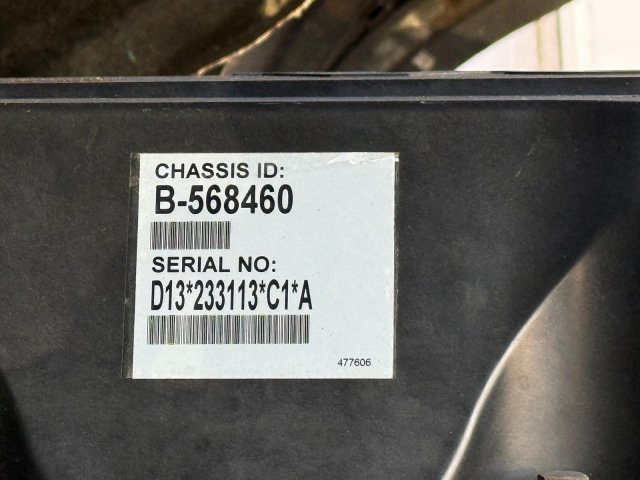 CHASSIS ID:
B-568460
SERIAL NO:
D13*233113*C1*A
477606